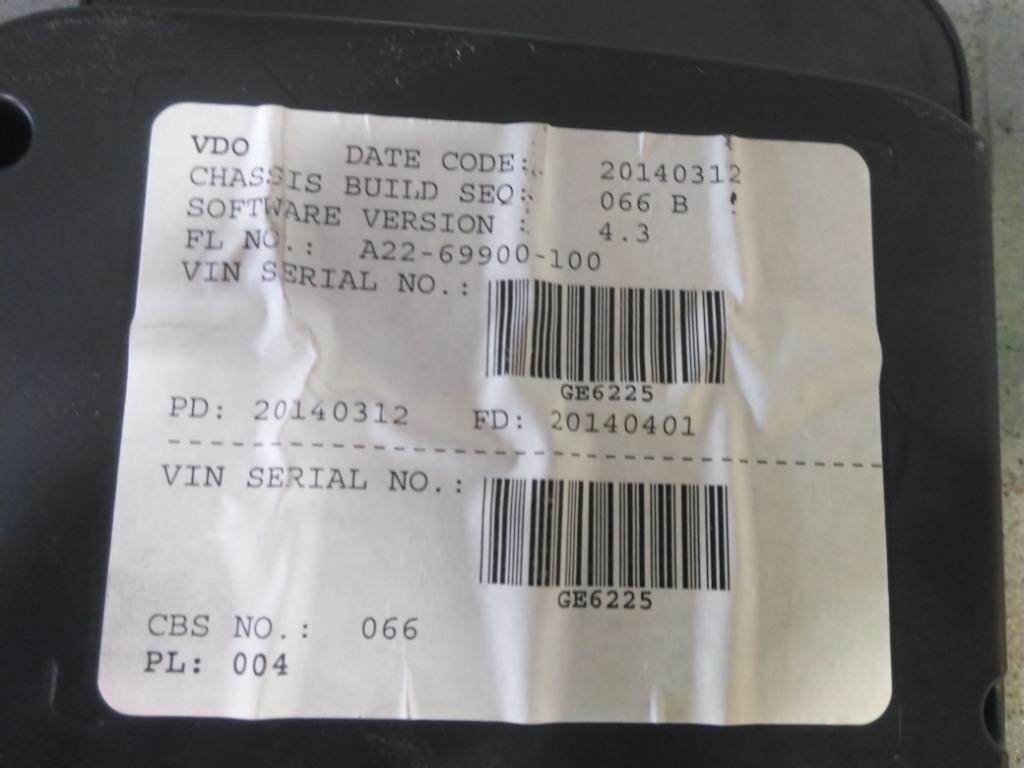 VDO DATE CODE: 20140312
CHASSIS BUILD SEQ: 066 B
SOFTWARE VERSION : 4.3
FL NO.: A22-69900-100
VIN SERIAL NO.:
GE6225
PD: 20140312 FD: 20140401
VIN SERIAL NO.:
GE6225
CBS NO.: 066
PL: 004